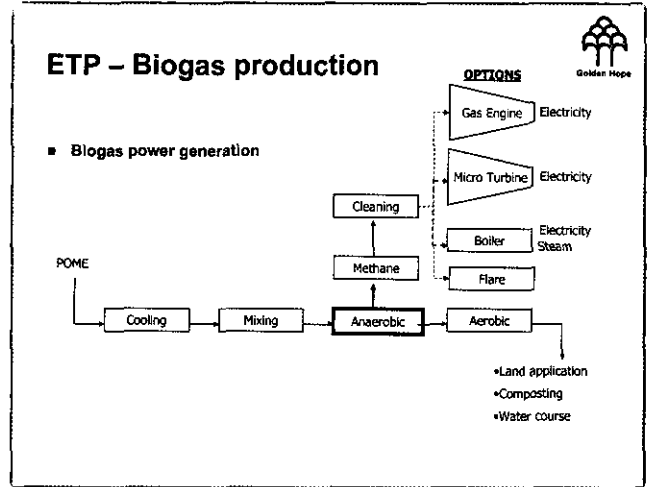 ETP – Biogas production
Golden Hope
OPTIONS
Gas Engine
Electricity
▪ Biogas power generation
Micro Turbine
Electricity
Cleaning
Boiler
Electricity
Steam
POME
Methane
Flare
Cooling
Mixing
Anaerobic
Aerobic
•Land application
•Composting
•Water course